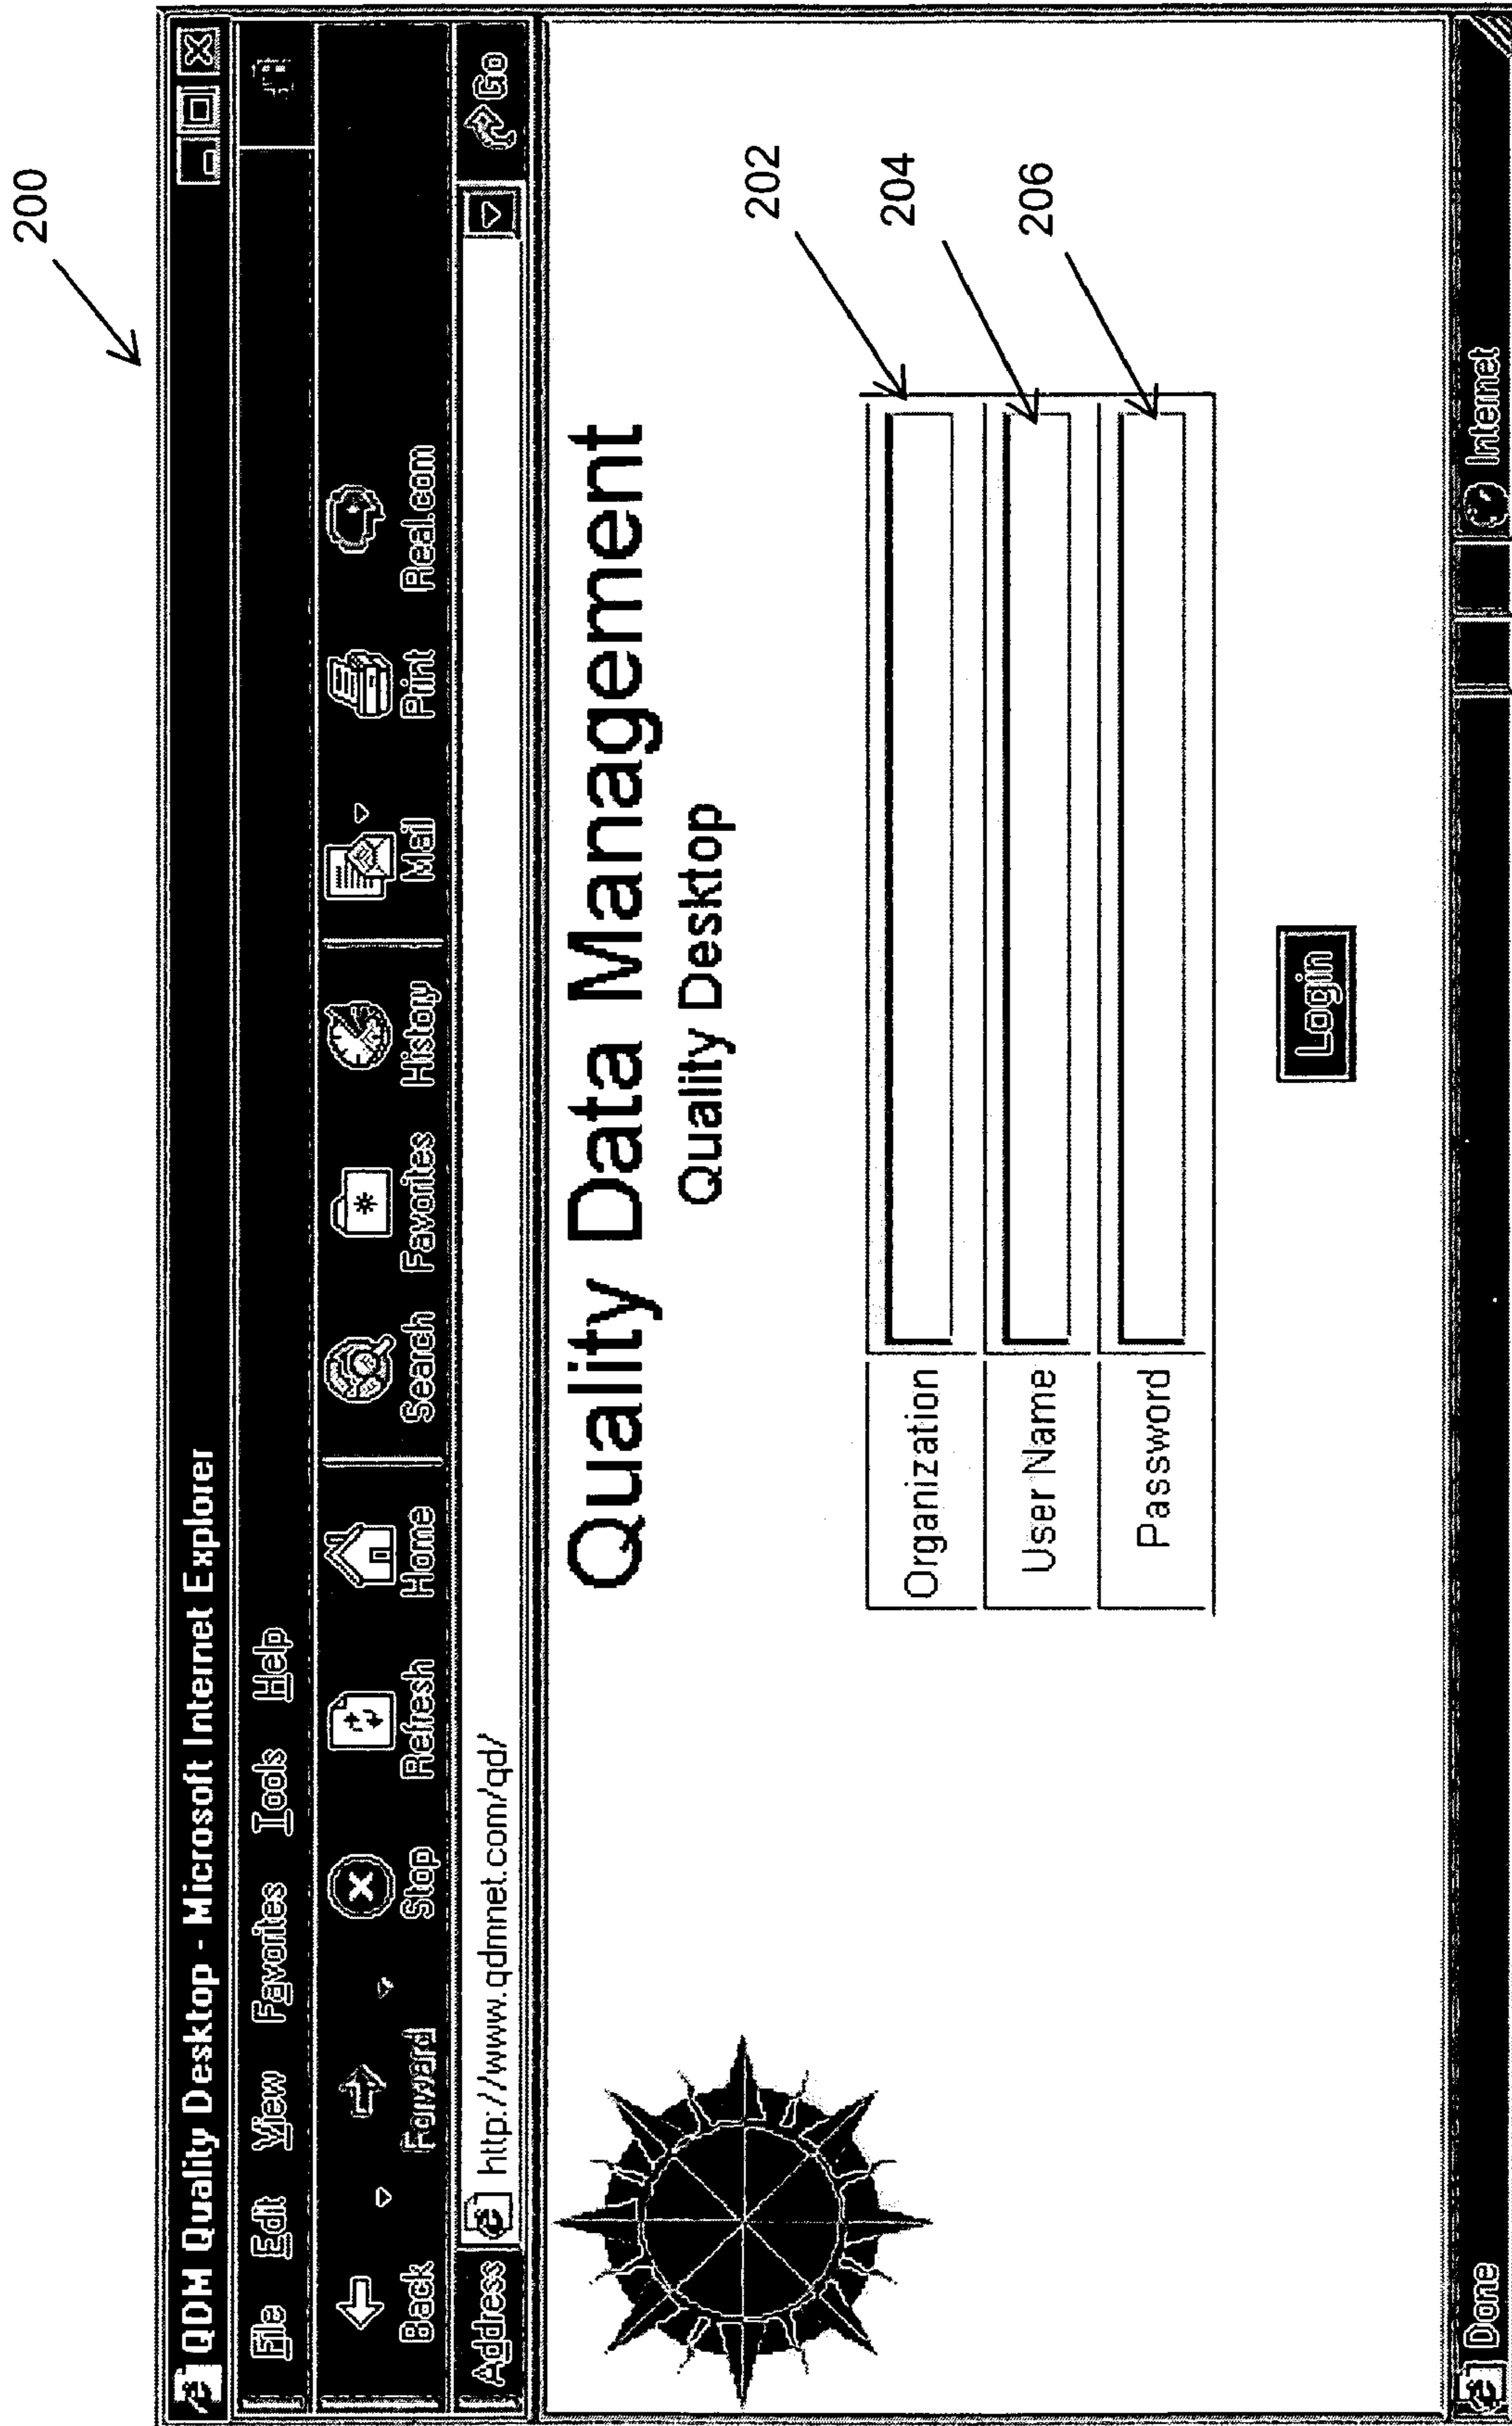 200
QDM Quality Desktop - Microsoft Internet Explorer
File Edit View Favorites Tools Help
Back Forward Stop Refresh Home Search Favorites History Mail Print Real.com
Address http://www.qdmnet.com/qd/ Go
Quality Data Management
Quality Desktop
202
Organization
204
User Name
206
Password
Login
Done Internet